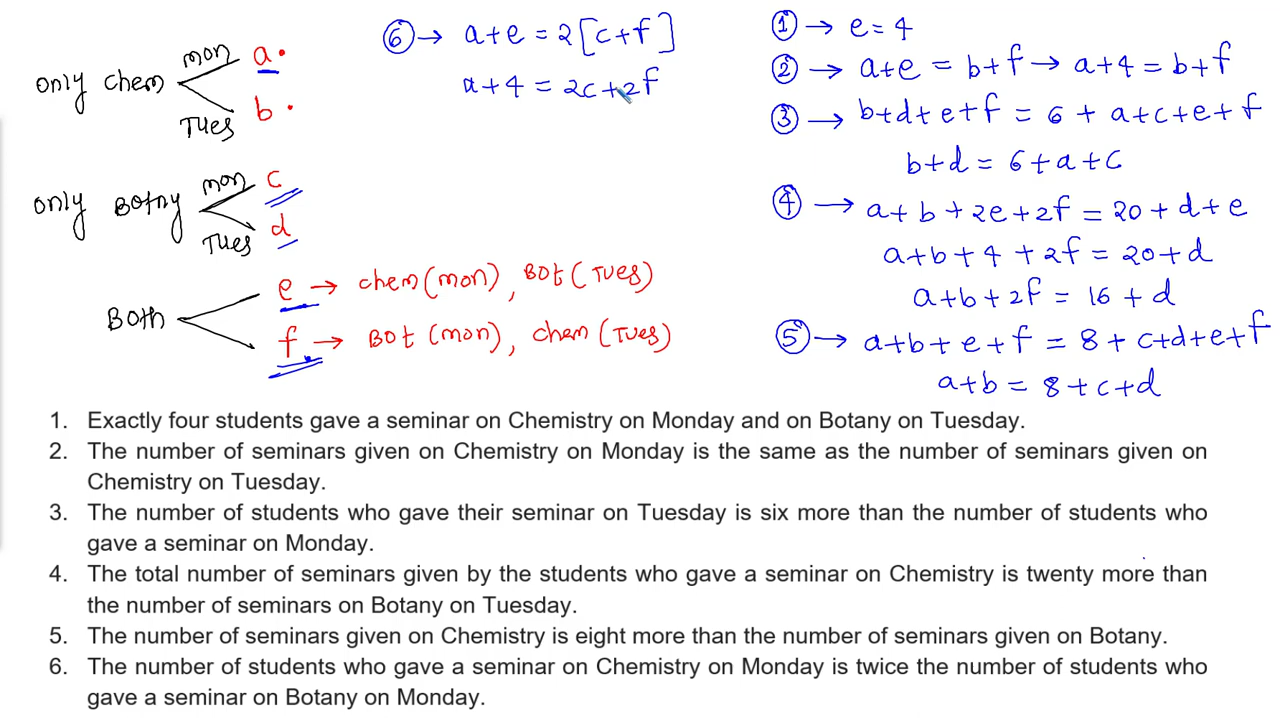 only chem
mon a
Tues b
only Botny
mon c
Tues d
Both
e → chem (mon), Bot (Tues)
f → Bot (mon), chem (Tues)
⑥ → a+e = 2[c+f]
a+4 = 2c+2f
① → e=4
② → a+e = b+f → a+4 = b+f
③ → b+d+e+f = 6 + a+c+e+f
b+d = 6+a+c
④ → a+b+2e+2f = 20+d+e
a+b+4+2f = 20+d
a+b+2f = 16+d
⑤ → a+b+e+f = 8+c+d+e+f
a+b = 8+c+d
1. Exactly four students gave a seminar on Chemistry on Monday and on Botany on Tuesday.
2. The number of seminars given on Chemistry on Monday is the same as the number of seminars given on
Chemistry on Tuesday.
3. The number of students who gave their seminar on Tuesday is six more than the number of students who
gave a seminar on Monday.
4. The total number of seminars given by the students who gave a seminar on Chemistry is twenty more than
the number of seminars on Botany on Tuesday.
5. The number of seminars given on Chemistry is eight more than the number of seminars given on Botany.
6. The number of students who gave a seminar on Chemistry on Monday is twice the number of students who
gave a seminar on Botany on Monday.